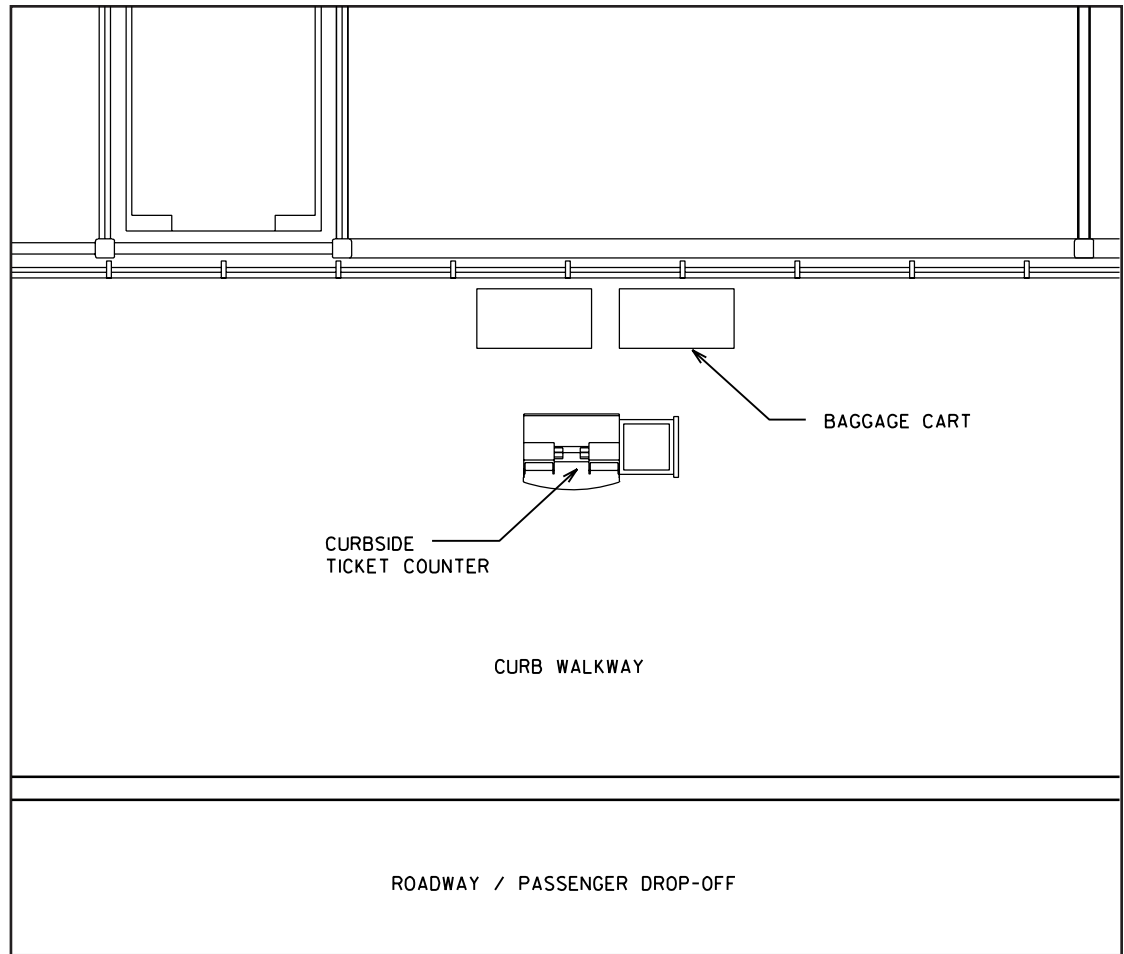 BAGGAGE CART
CURBSIDE
TICKET COUNTER
CURB WALKWAY
ROADWAY / PASSENGER DROP-OFF